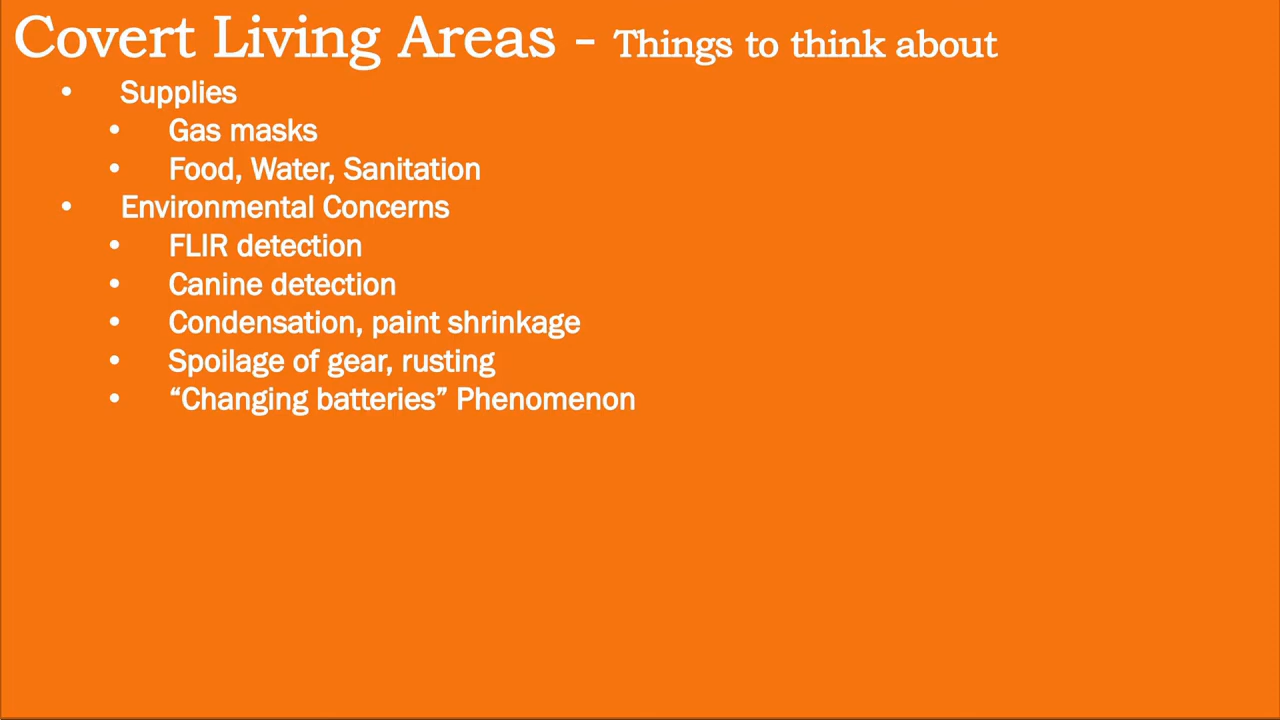 Covert Living Areas - Things to think about
• Supplies
• Gas masks
• Food, Water, Sanitation
• Environmental Concerns
• FLIR detection
• Canine detection
• Condensation, paint shrinkage
• Spoilage of gear, rusting
• “Changing batteries” Phenomenon